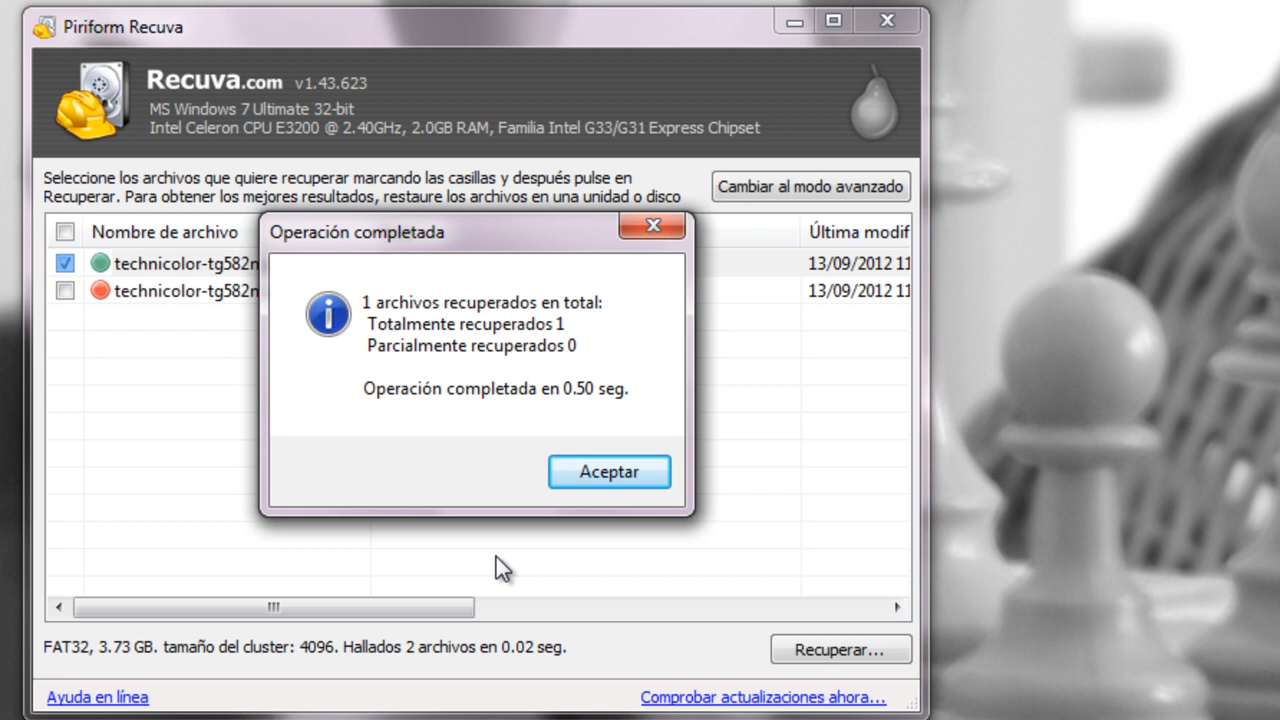 Piriform Recuva
Recuva.com v1.43.623
MS Windows 7 Ultimate 32-bit
Intel Celeron CPU E3200 @ 2.40GHz, 2.0GB RAM, Familia Intel G33/G31 Express Chipset
Seleccione los archivos que quiere recuperar marcando las casillas y después pulse en
Recuperar. Para obtener los mejores resultados, restaure los archivos en una unidad o disco
Cambiar al modo avanzado
Nombre de archivo
Última modif
technicolor-tg582n
13/09/2012 11
technicolor-tg582n
13/09/2012 11
Operación completada
1 archivos recuperados en total:
Totalmente recuperados 1
Parcialmente recuperados 0
Operación completada en 0.50 seg.
Aceptar
FAT32, 3.73 GB. tamaño del cluster: 4096. Hallados 2 archivos en 0.02 seg.
Recuperar...
Ayuda en línea
Comprobar actualizaciones ahora...